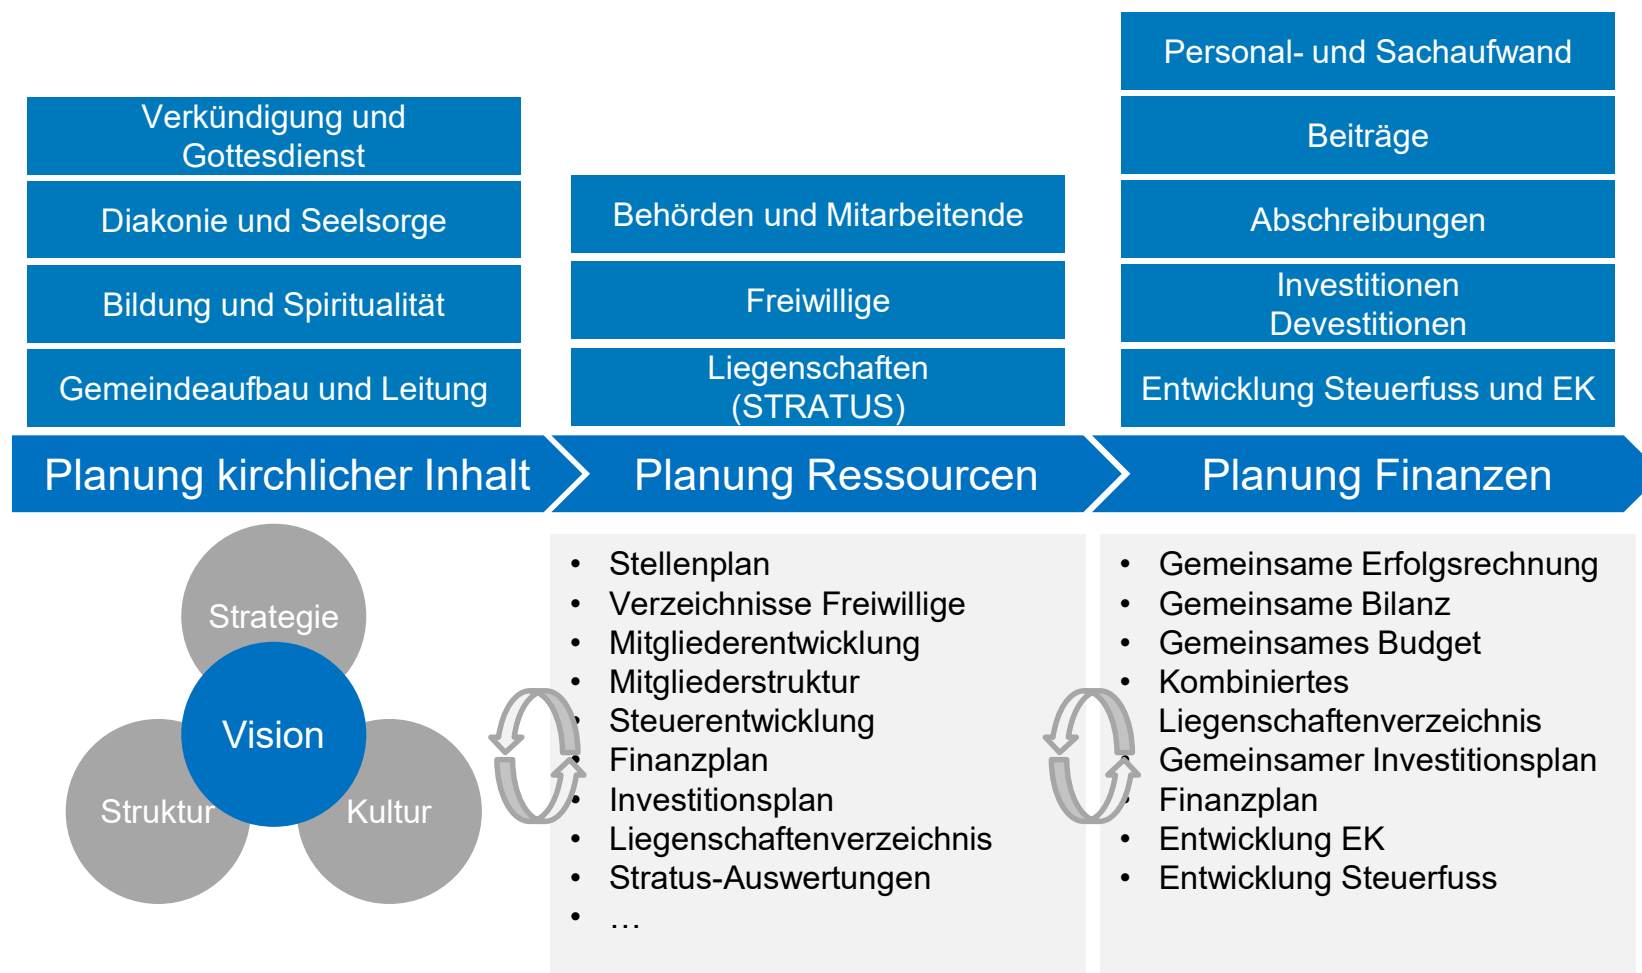 Verkündigung und
Gottesdienst
Diakonie und Seelsorge
Bildung und Spiritualität
Gemeindeaufbau und Leitung
Behörden und Mitarbeitende
Freiwillige
Liegenschaften
(STRATUS)
Personal- und Sachaufwand
Beiträge
Abschreibungen
Investitionen
Devestitionen
Entwicklung Steuerfuss und EK
Planung kirchlicher Inhalt
Planung Ressourcen
Planung Finanzen
Strategie
Vision
Struktur
Kultur
• Stellenplan
• Verzeichnisse Freiwillige
• Mitgliederentwicklung
• Mitgliederstruktur
• Steuerentwicklung
• Finanzplan
• Investitionsplan
• Liegenschaftenverzeichnis
• Stratus-Auswertungen
• …
• Gemeinsame Erfolgsrechnung
• Gemeinsame Bilanz
• Gemeinsames Budget
• Kombiniertes
Liegenschaftenverzeichnis
• Gemeinsamer Investitionsplan
• Finanzplan
• Entwicklung EK
• Entwicklung Steuerfuss